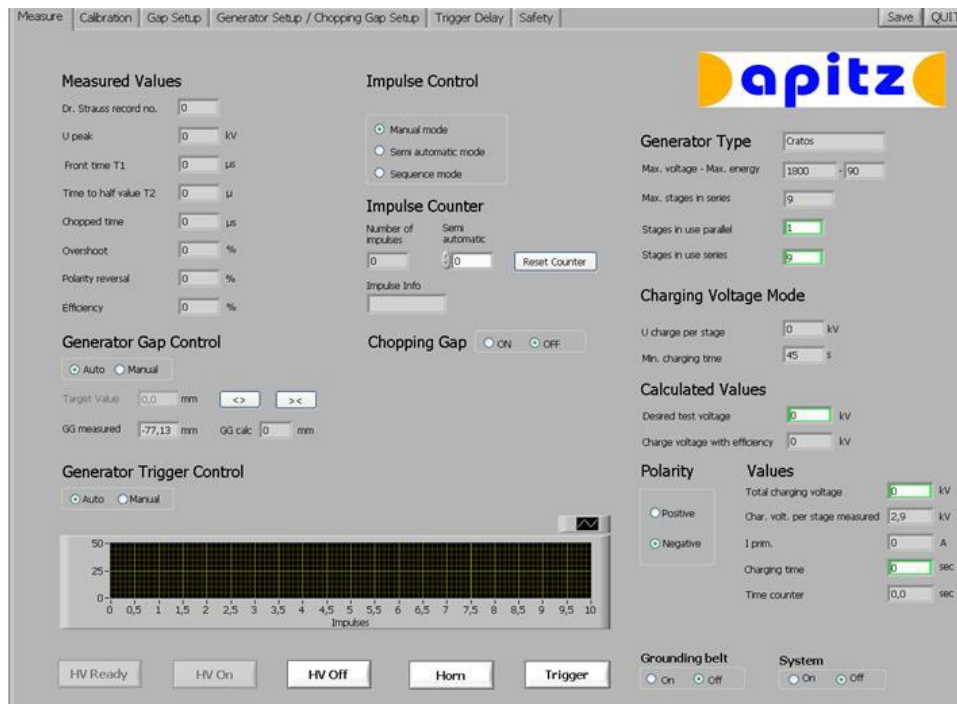 Measure Calibration Gap Setup Generator Setup / Chopping Gap Setup Trigger Delay Safety Save QUIT
apitz
Measured Values
Dr. Strauss record no. 0
U peak 0 kV
Front time T1 0 µs
Time to half value T2 0 µ
Chopped time 0 µs
Overshoot 0 %
Polarity reversal 0 %
Efficiency 0 %
Generator Gap Control
Auto Manual
Target Value 0,0 mm <> ><
GG measured -77,13 mm GG calc 0 mm
Generator Trigger Control
Auto Manual
50
25
0
0 0,5 1 1,5 2 2,5 3 3,5 4 4,5 5 5,5 6 6,5 7 7,5 8 8,5 9 9,5 10
Impulses
Impulse Control
Manual mode
Semi automatic mode
Sequence mode
Impulse Counter
Number of impulses
Semi automatic
0 0 Reset Counter
Impulse Info
Chopping Gap ON OFF
Generator Type Cratos
Max. voltage - Max. energy 1800 - 90
Max. stages in series 9
Stages in use parallel 1
Stages in use series 9
Charging Voltage Mode
U charge per stage 0 kV
Min. charging time 45 s
Calculated Values
Desired test voltage 0 kV
Charge voltage with efficiency 0 kV
Polarity
Positive
Negative
Values
Total charging voltage 0 kV
Char. volt. per stage measured 2,9 kV
I prim. 0 A
Charging time 0 sec
Time counter 0,0 sec
HV Ready HV On HV Off Horn Trigger
Grounding belt
On Off
System
On Off